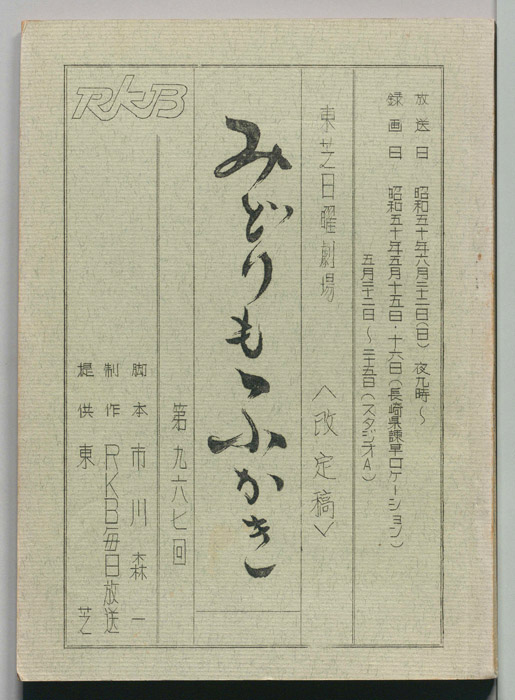 放送日 昭和五十年六月二十二日(日) 夜九時〜
録画日 昭和五十年五月十五日・十六日(長崎県諫早ロケーション)
五月二十二日〜二十五日(スタジオA)
東芝日曜劇場 <改定稿>
みどりもふかき
第九六七回
脚本 市川森一
制作 RKB毎日放送
提供 東芝
RKB